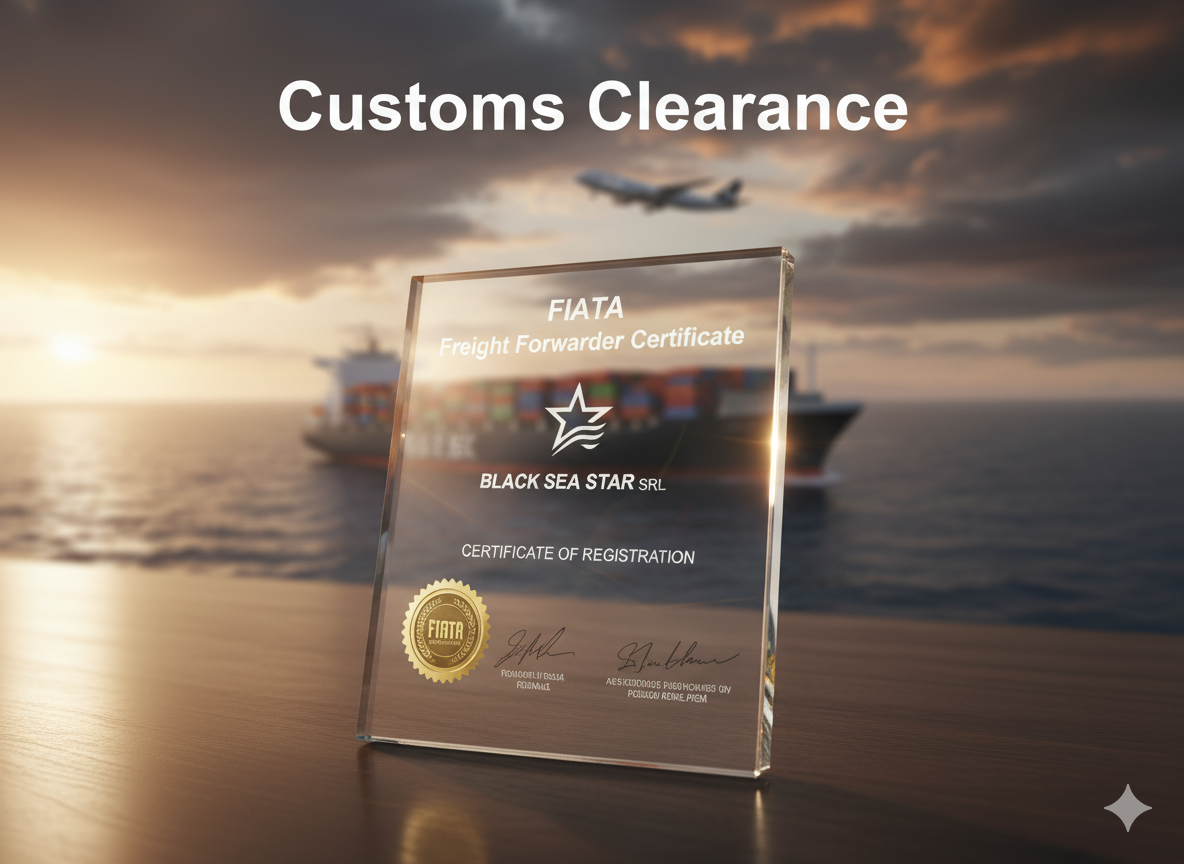 Customs Clearance
FIATA
Freight Forwarder Certificate
BLACK SEA STAR SRL
CERTIFICATE OF REGISTRATION
FIATA